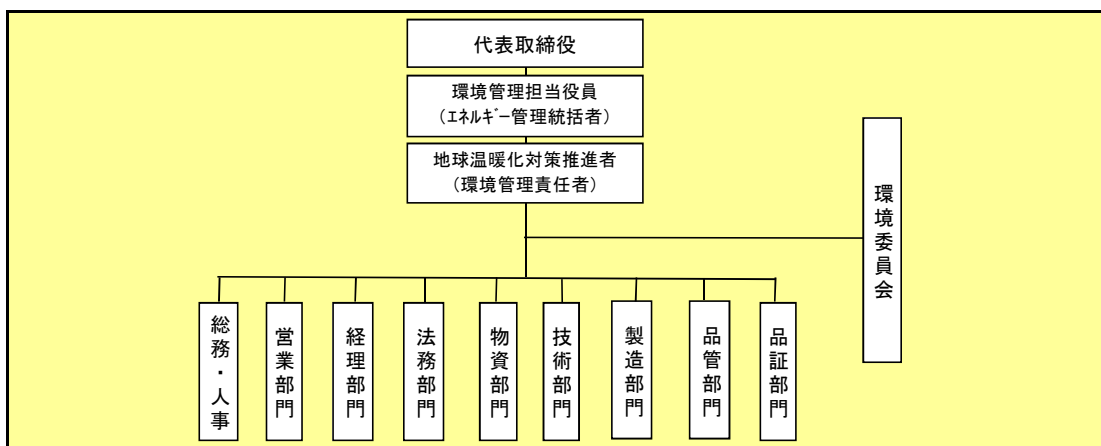 代表取締役
環境管理担当役員
（ｴﾈﾙｷﾞｰ管理統括者）
地球温暖化対策推進者
（環境管理責任者）
環境委員会
総務・人事
営業部門
経理部門
法務部門
物資部門
技術部門
製造部門
品管部門
品証部門